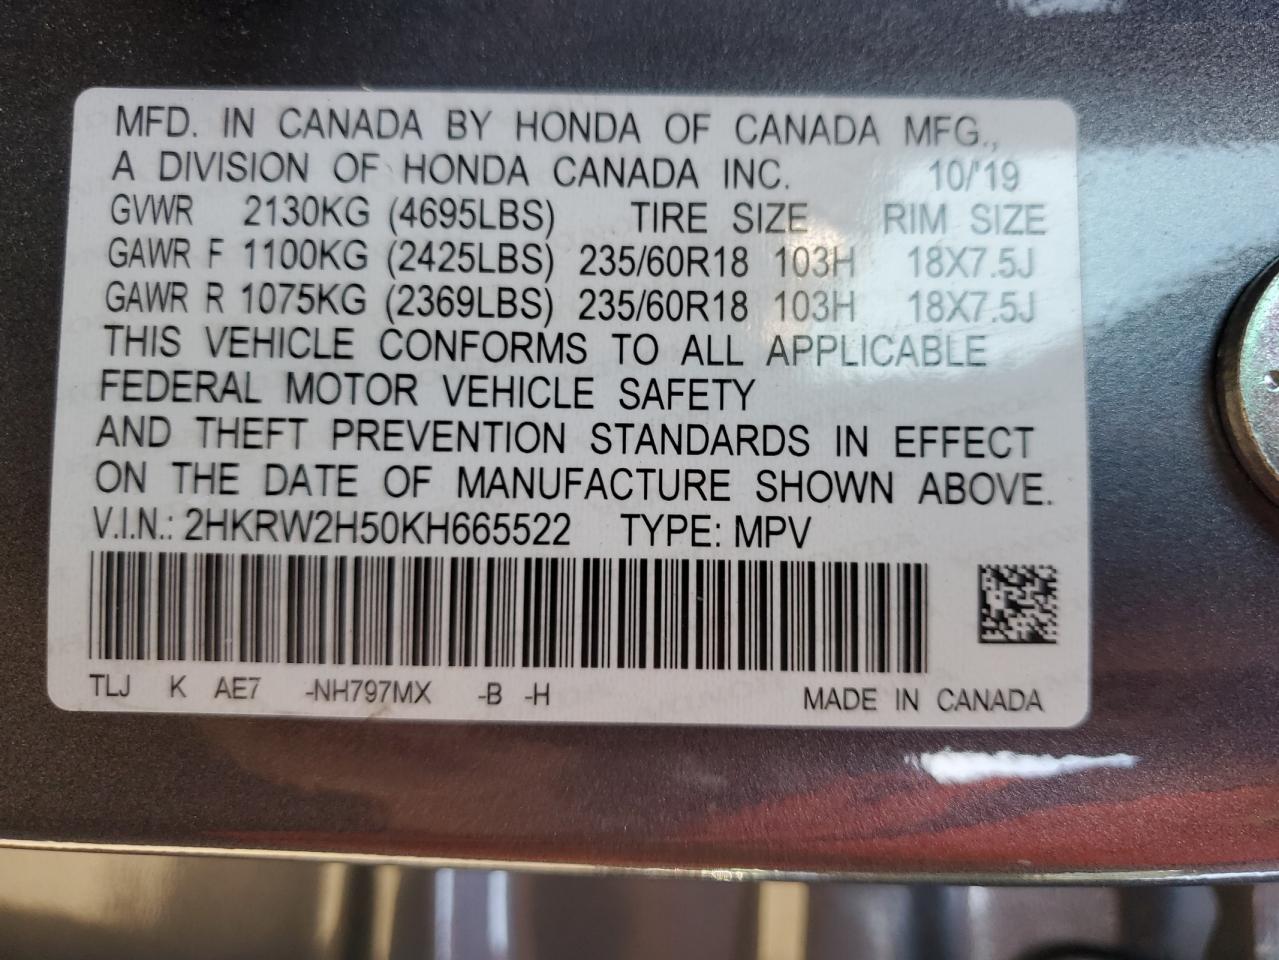 MFD. IN CANADA BY HONDA OF CANADA MFG.,
A DIVISION OF HONDA CANADA INC. 10/'19
GVWR 2130KG (4695LBS) TIRE SIZE RIM SIZE
GAWR F 1100KG (2425LBS) 235/60R18 103H 18X7.5J
GAWR R 1075KG (2369LBS) 235/60R18 103H 18X7.5J
THIS VEHICLE CONFORMS TO ALL APPLICABLE
FEDERAL MOTOR VEHICLE SAFETY
AND THEFT PREVENTION STANDARDS IN EFFECT
ON THE DATE OF MANUFACTURE SHOWN ABOVE.
V.I.N.: 2HKRW2H50KH665522 TYPE: MPV
TLJ K AE7 -NH797MX -B -H MADE IN CANADA